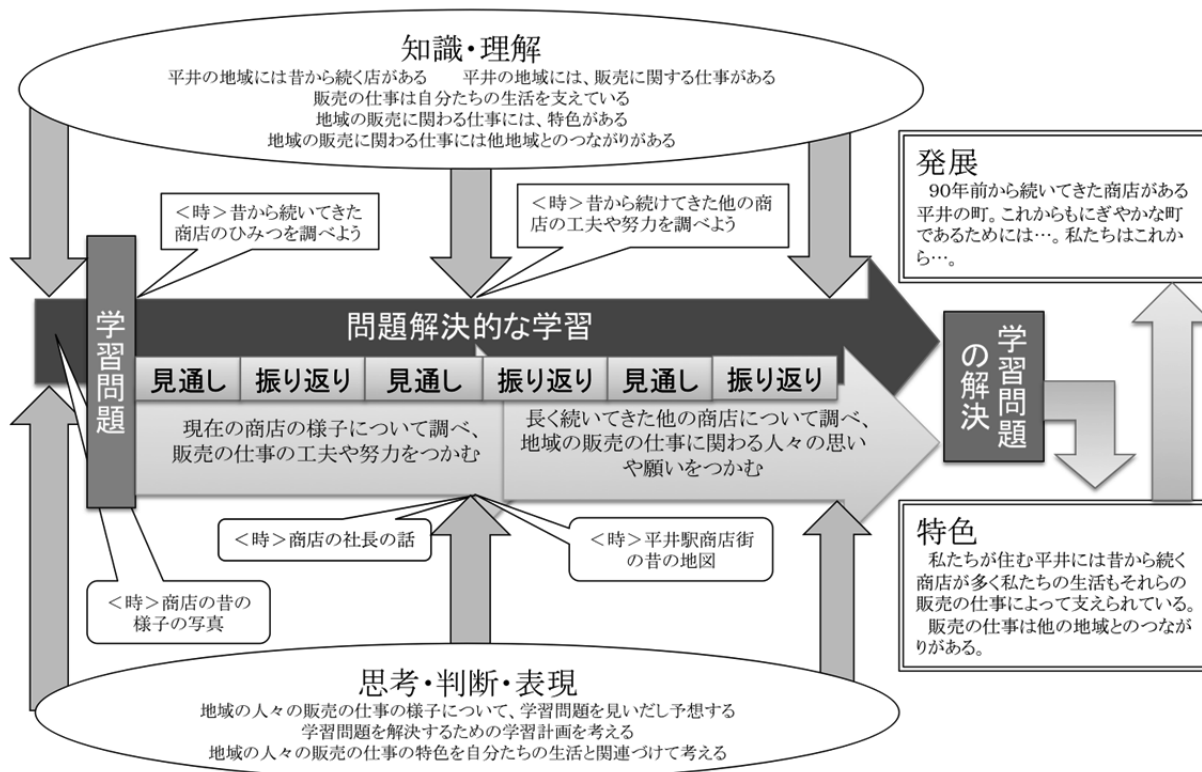 知識・理解
平井の地域には昔から続く店がある　　平井の地域には、販売に関する仕事がある
販売の仕事は自分たちの生活を支えている
地域の販売に関わる仕事には、特色がある
地域の販売に関わる仕事には他地域とのつながりがある
＜時＞昔から続いてきた
商店のひみつを調べよう
＜時＞昔から続けてきた他の商
店の工夫や努力を調べよう
発展
90年前から続いてきた商店がある
平井の町。これからもにぎやかな町
であるためには…。私たちはこれか
ら…。
学習問題
問題解決的な学習
見通し
振り返り
見通し
振り返り
見通し
振り返り
現在の商店の様子について調べ、
販売の仕事の工夫や努力をつかむ
長く続いてきた他の商店について調べ、
地域の販売の仕事に関わる人々の思い
や願いをつかむ
学習問題
の解決
＜時＞商店の昔の
様子の写真
＜時＞商店の社長の話
＜時＞平井駅商店街
の昔の地図
特色
私たちが住む平井には昔から続く
商店が多く私たちの生活もそれらの
販売の仕事によって支えられている。
販売の仕事は他の地域とのつなが
りがある。
思考・判断・表現
地域の人々の販売の仕事の様子について、学習問題を見いだし予想する
学習問題を解決するための学習計画を考える
地域の人々の販売の仕事の特色を自分たちの生活と関連づけて考える